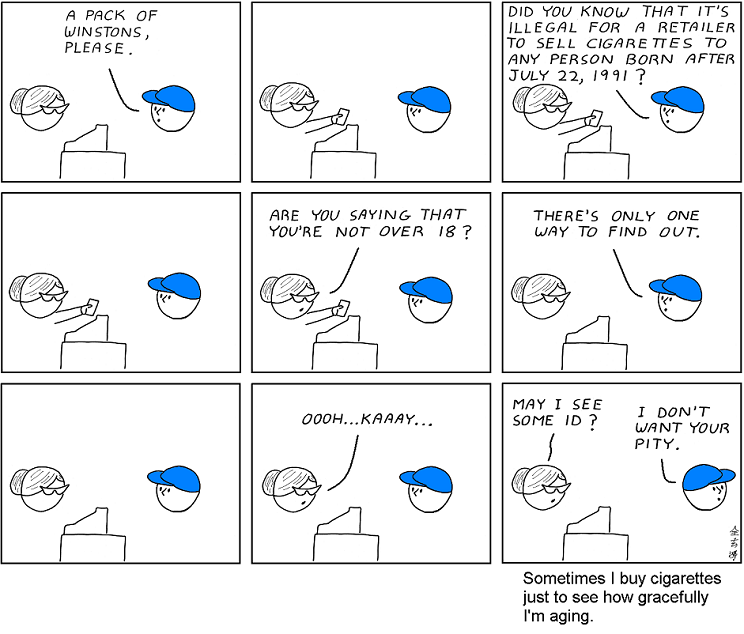 A PACK OF
WINSTONS,
PLEASE.
DID YOU KNOW THAT IT'S
ILLEGAL FOR A RETAILER
TO SELL CIGARETTES TO
ANY PERSON BORN AFTER
JULY 22, 1991?
ARE YOU SAYING THAT
YOU'RE NOT OVER 18?
THERE'S ONLY ONE
WAY TO FIND OUT.
OOOH...KAAAY...
MAY I SEE
SOME ID?
I DON'T
WANT YOUR
PITY.
Sometimes I buy cigarettes
just to see how gracefully
I'm aging.